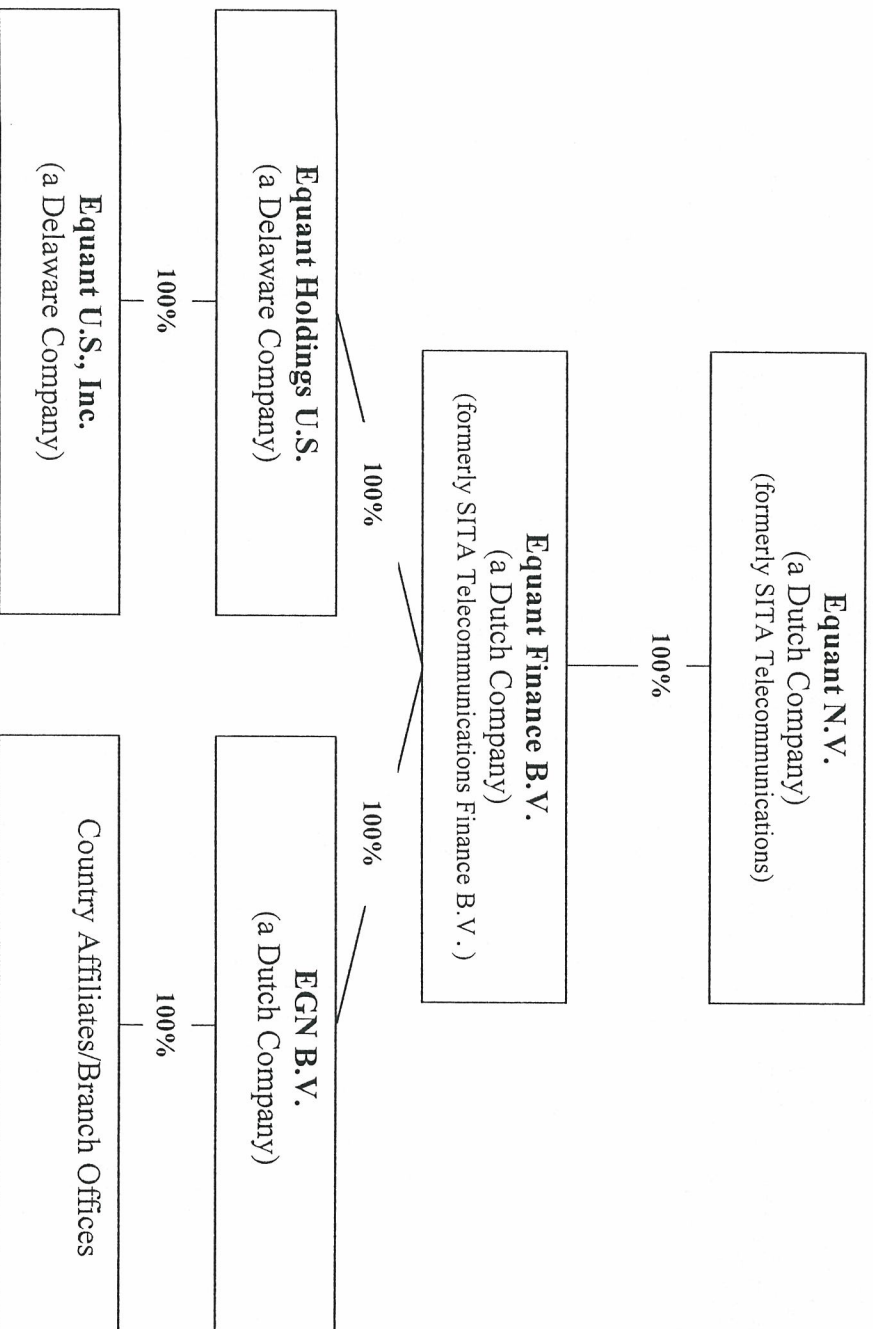 Equant N.V.
(a Dutch Company)
(formerly SITA Telecommunications)
100%
Equant Finance B.V.
(a Dutch Company)
(formerly SITA Telecommunications Finance B.V.)
100%
100%
Equant Holdings U.S.
(a Delaware Company)
EGN B.V.
(a Dutch Company)
100%
100%
Equant U.S., Inc.
(a Delaware Company)
Country Affiliates/Branch Offices